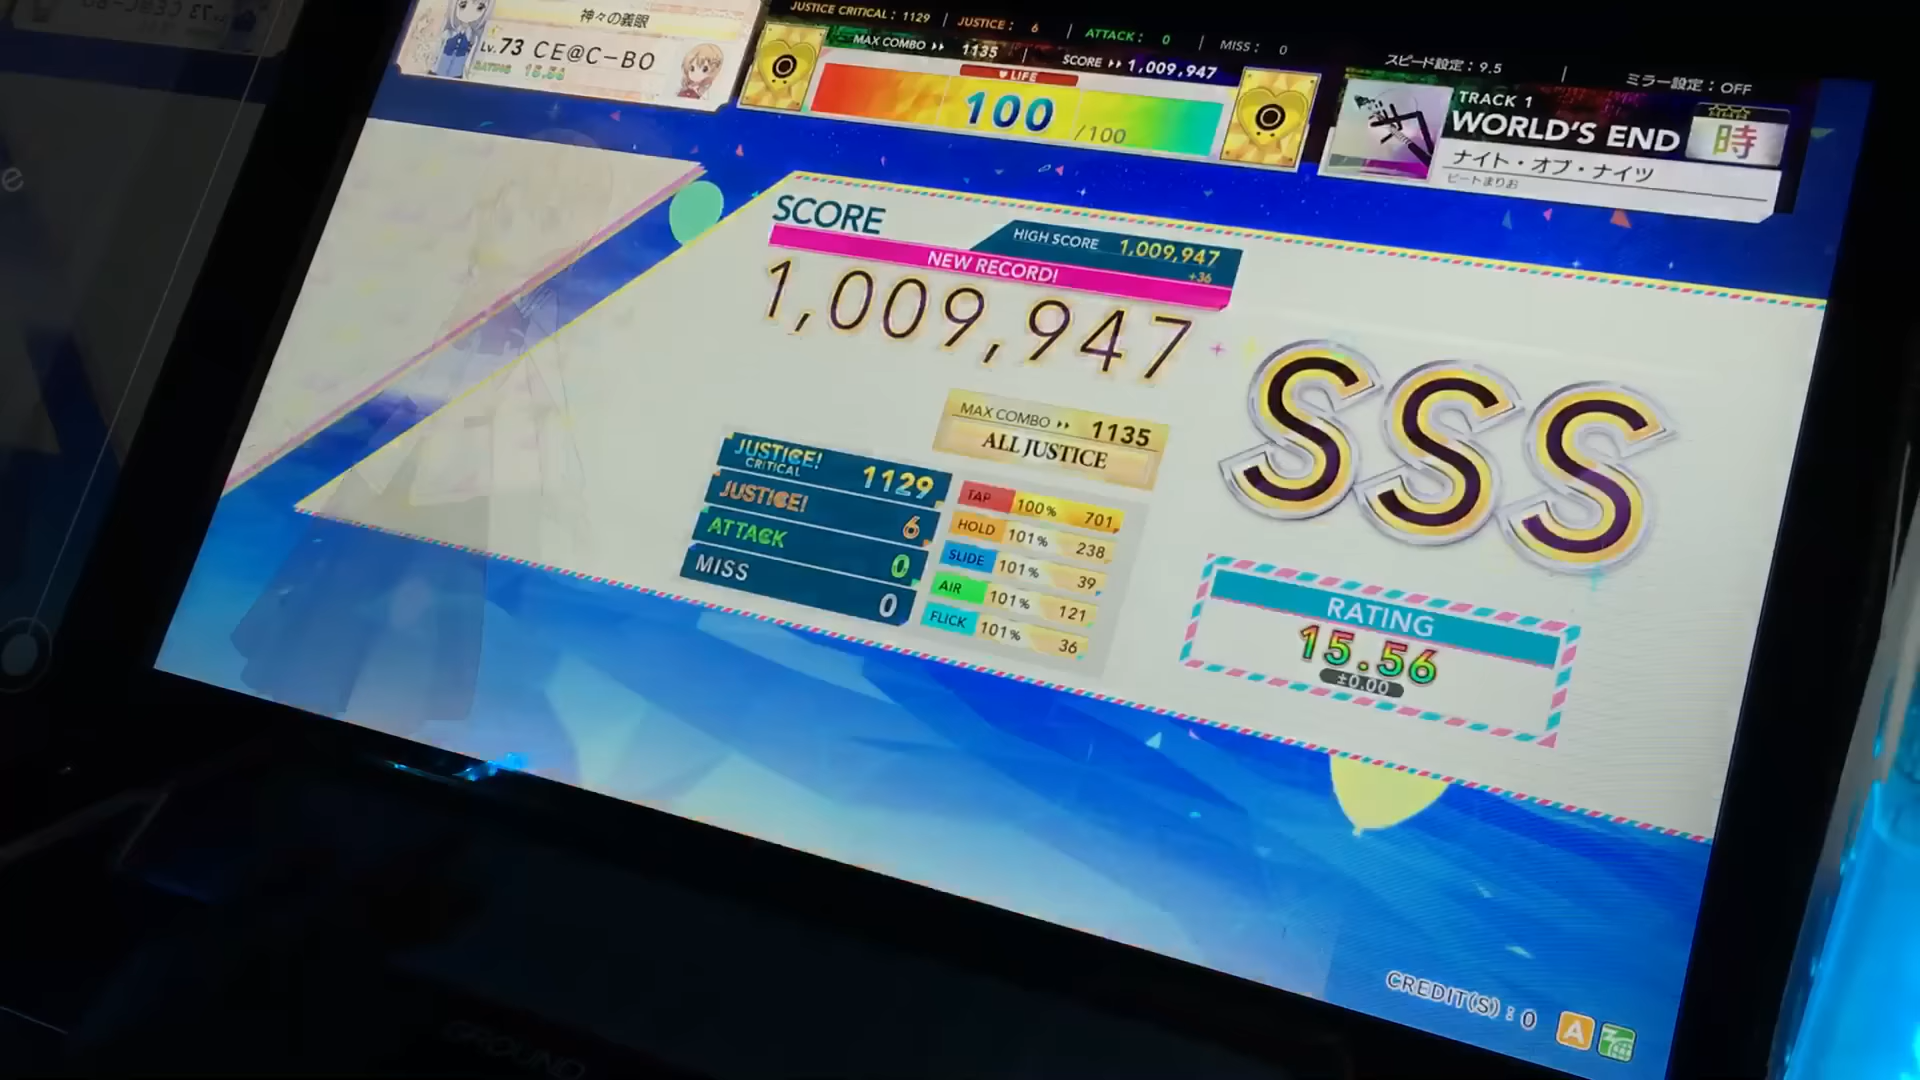 神々の義眼
Lv.73 CE@C-BO
RATING 15.56
JUSTICE CRITICAL : 1129 | JUSTICE : 6 | ATTACK : 0 | MISS : 0
MAX COMBO 1135 | SCORE 1,009,947
LIFE
100 /100
スピード設定 : 9.5 | ミラー設定 : OFF
TRACK 1
WORLD'S END
時
ナイト・オブ・ナイツ
ビートまりお
SCORE
HIGH SCORE 1,009,947
+36
NEW RECORD!
1,009,947
SSS
MAX COMBO 1135
ALL JUSTICE
JUSTICE! CRITICAL 1129
JUSTICE! 6
ATTACK 0
MISS 0
TAP 100% 701
HOLD 101% 238
SLIDE 101% 39
AIR 101% 121
FLICK 101% 36
RATING
15.56
±0.00
CREDIT(S) : 0
A